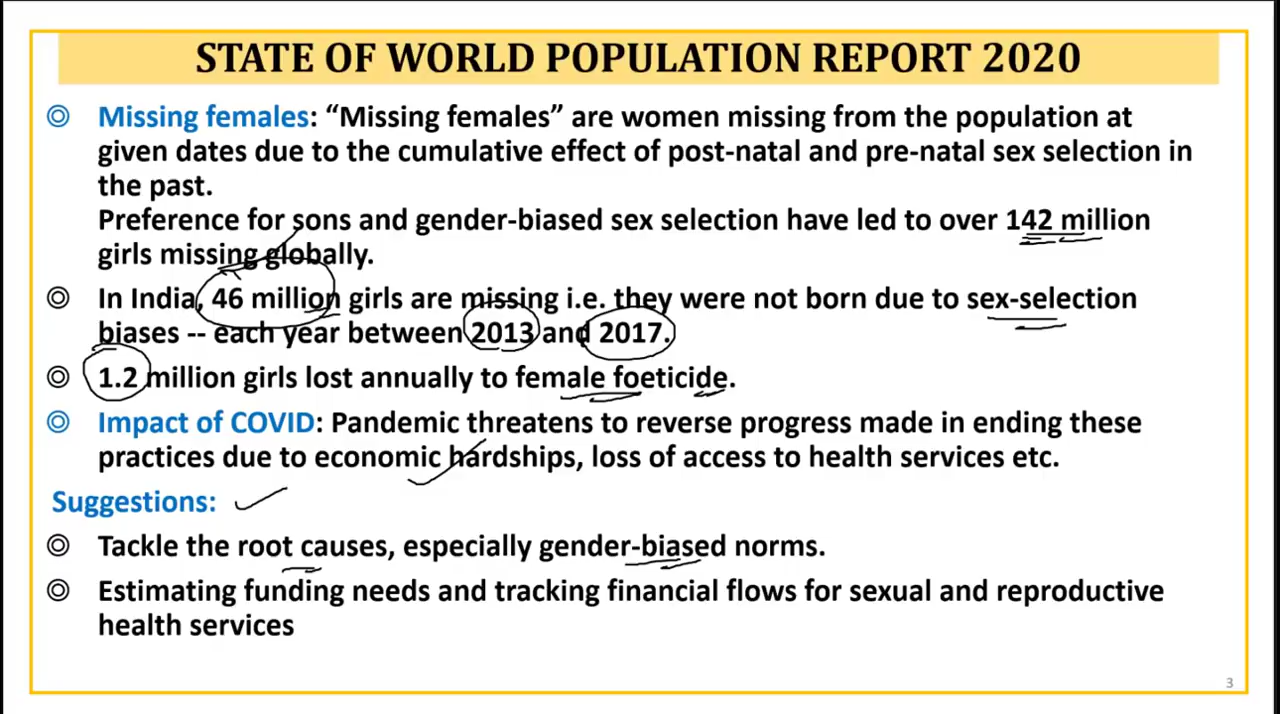 STATE OF WORLD POPULATION REPORT 2020
◎ Missing females: “Missing females” are women missing from the population at
given dates due to the cumulative effect of post-natal and pre-natal sex selection in
the past.
Preference for sons and gender-biased sex selection have led to over 142 million
girls missing globally.
◎ In India, 46 million girls are missing i.e. they were not born due to sex-selection
biases -- each year between 2013 and 2017.
◎ 1.2 million girls lost annually to female foeticide.
◎ Impact of COVID: Pandemic threatens to reverse progress made in ending these
practices due to economic hardships, loss of access to health services etc.
Suggestions:
◎ Tackle the root causes, especially gender-biased norms.
◎ Estimating funding needs and tracking financial flows for sexual and reproductive
health services
3